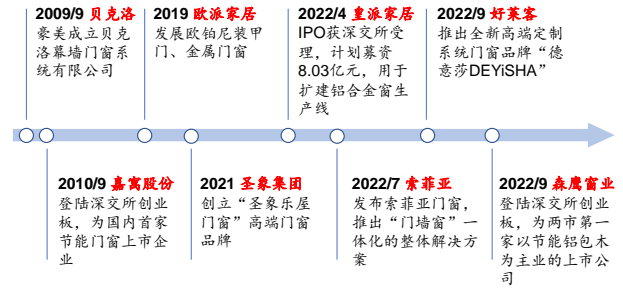 2009/9 贝克洛
豪美成立贝克
洛幕墙门窗系
统有限公司
2019 欧派家居
发展欧铂尼装甲
门、金属门窗
2022/4 皇派家居
IPO获深交所受
理，计划募资
8.03亿元，用于
扩建铝合金窗生
产线
2022/9 好莱客
推出全新高端定制
系统门窗品牌“德
意莎DEYiSHA”
2010/9 嘉寓股份
登陆深交所创业
板，为国内首家
节能门窗上市企
业
2021 圣象集团
创立“圣象乐屋
门窗”高端门窗
品牌
2022/7 索菲亚
发布索菲亚门窗，
推出“门墙窗”一
体化的整体解决方
案
2022/9 森鹰窗业
登陆深交所创业
板，为两市第一
家以节能铝包木
为主业的上市公
司